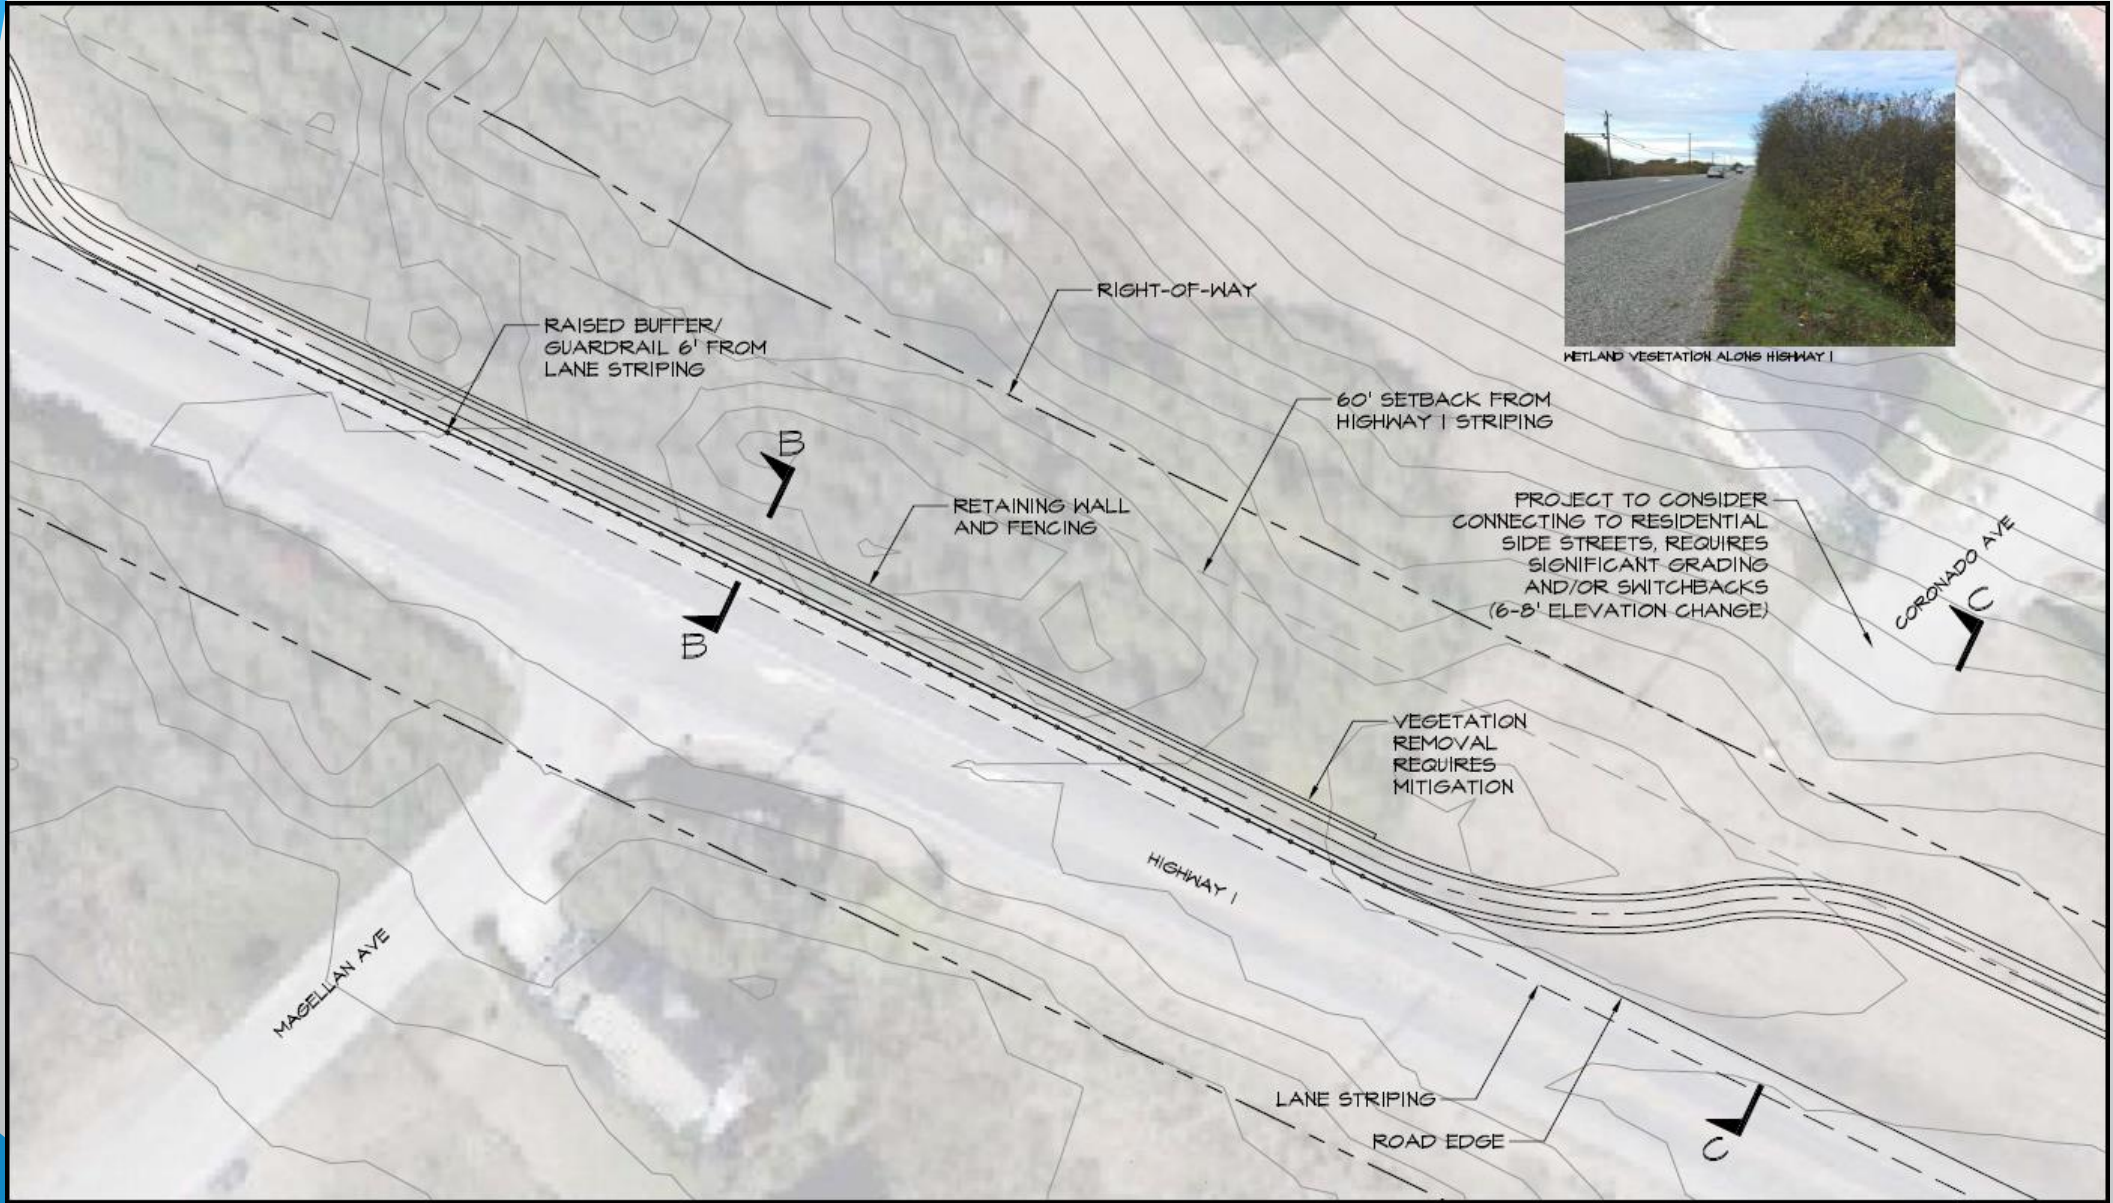 WETLAND VEGETATION ALONG HIGHWAY 1
RIGHT-OF-WAY
RAISED BUFFER/
GUARDRAIL 6' FROM
LANE STRIPING
60' SETBACK FROM
HIGHWAY 1 STRIPING
B
RETAINING WALL
AND FENCING
PROJECT TO CONSIDER
CONNECTING TO RESIDENTIAL
SIDE STREETS, REQUIRES
SIGNIFICANT GRADING
AND/OR SWITCHBACKS
(6-8' ELEVATION CHANGE)
CORONADO AVE
C
B
VEGETATION
REMOVAL
REQUIRES
MITIGATION
HIGHWAY 1
MAGELLAN AVE
LANE STRIPING
ROAD EDGE
C